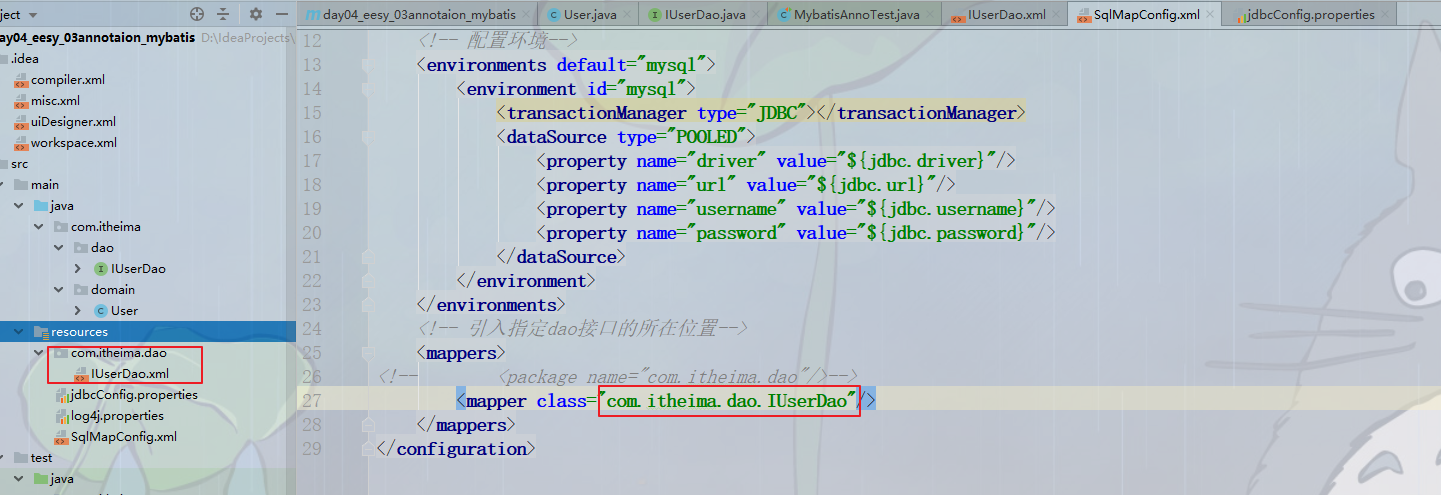 ject
day04_eesy_03annotaion_mybatis
User.java
IUserDao.java
MybatisAnnoTest.java
IUserDao.xml
SqlMapConfig.xml
jdbcConfig.properties
ay04_eesy_03annotaion_mybatis D:\IdeaProjects\
.idea
compiler.xml
misc.xml
uiDesigner.xml
workspace.xml
src
main
java
com.itheima
dao
IUserDao
domain
User
resources
com.itheima.dao
IUserDao.xml
jdbcConfig.properties
log4j.properties
SqlMapConfig.xml
test
java
12 <!-- 配置环境-->
13 <environments default="mysql">
14 <environment id="mysql">
15 <transactionManager type="JDBC"></transactionManager>
16 <dataSource type="POOLED">
17 <property name="driver" value="${jdbc.driver}"/>
18 <property name="url" value="${jdbc.url}"/>
19 <property name="username" value="${jdbc.username}"/>
20 <property name="password" value="${jdbc.password}"/>
21 </dataSource>
22 </environment>
23 </environments>
24 <!-- 引入指定dao接口的所在位置-->
25 <mappers>
26 <!-- <package name="com.itheima.dao"/>-->
27 <mapper class="com.itheima.dao.IUserDao"/>
28 </mappers>
29 </configuration>